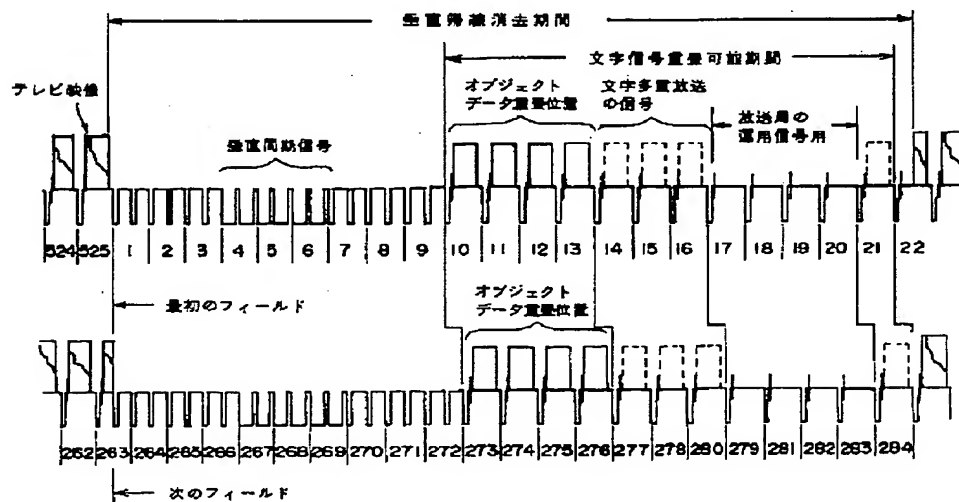 垂直帰線消去期間
文字信号重畳可能期間
テレビ映像
オブジェクト
データ重畳位置
文字多重放送
の信号
放送局の
運用信号用
垂直同期信号
524 525 1 2 3 4 5 6 7 8 9 10 11 12 13 14 15 16 17 18 19 20 21 22
最初のフィールド
オブジェクト
データ重畳位置
262 263 264 265 266 267 268 269 270 271 272 273 274 275 276 277 278 280 279 281 282 283 284
次のフィールド